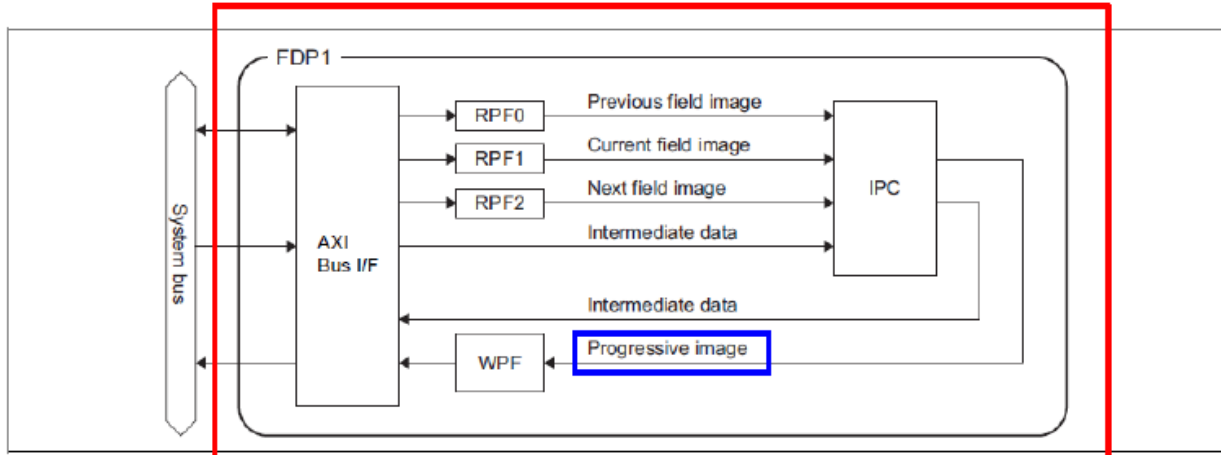 FDP1
RPF0
Previous field image
RPF1
Current field image
RPF2
Next field image
IPC
System bus
AXI
Bus I/F
Intermediate data
Intermediate data
WPF
Progressive image